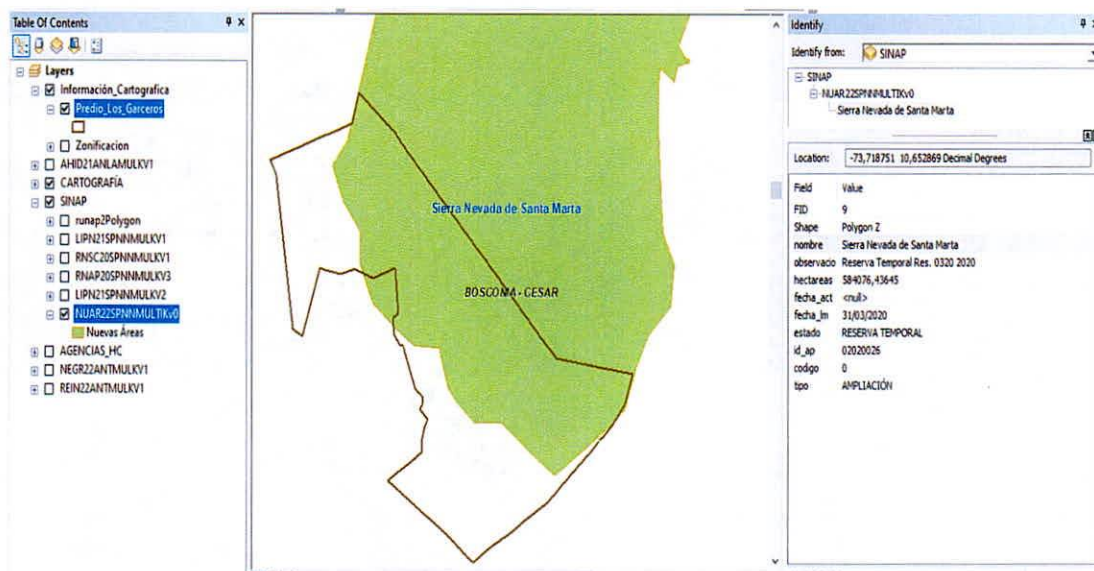 Table Of Contents
Layers
Información_Cartografica
Predio_Los_Garceros
Zonificacion
AHID21ANLAMULKV1
CARTOGRAFÍA
SINAP
runap2Polygon
LIPN21SPNNMULKV1
RNSC20SPNNMULKV1
RNAP20SPNNMULKV3
LIPN21SPNNMULKV2
NUAR22SPNNMULTIKv0
Nuevas Áreas
AGENCIAS_HC
NEGR22ANTMULKV1
REIN22ANTMULKV1
Sierra Nevada de Santa Marta
BOSCONIA - CESAR
Identify
Identify from: SINAP
SINAP
NUAR22SPNNMULTIKv0
Sierra Nevada de Santa Marta
Location: -73,718751 10,652869 Decimal Degrees
Field Value
FID 9
Shape Polygon Z
nombre Sierra Nevada de Santa Marta
observacio Reserva Temporal Res. 0320 2020
hectareas 584076,43645
fecha_act <null>
fecha_lm 31/03/2020
estado RESERVA TEMPORAL
id_ap 02020026
codigo 0
tipo AMPLIACIÓN